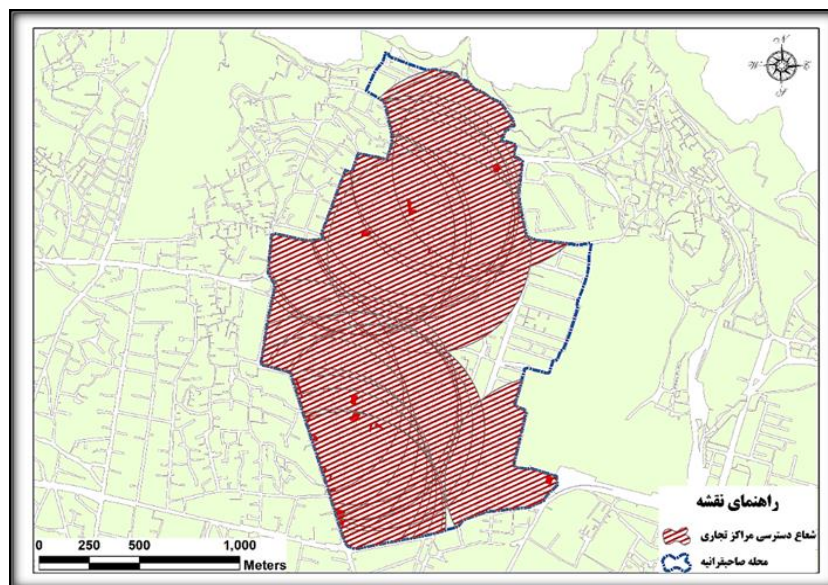 N
W E
S
راهنمای نقشه
شعاع دسترسی مراکز تجاری
محله صاحبقرانیه
0 250 500 1,000
Meters